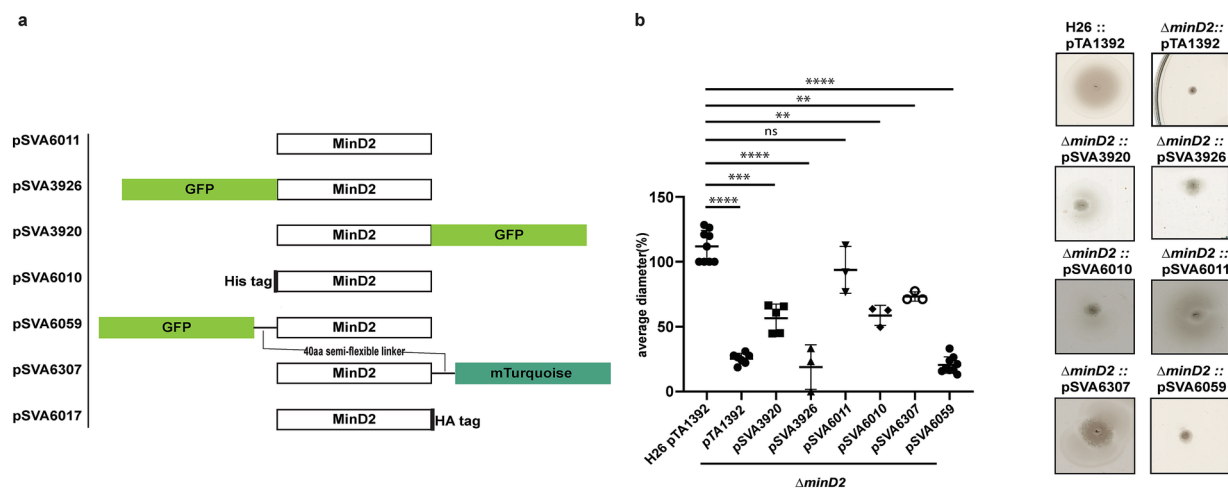 a
pSVA6011
MinD2
pSVA3926
GFP
MinD2
pSVA3920
MinD2
GFP
pSVA6010
His tag
MinD2
pSVA6059
GFP
MinD2
40aa semi-flexible linker
pSVA6307
MinD2
mTurquoise
pSVA6017
MinD2
HA tag
b
****
**
**
ns
****
***
****
average diameter(%)
150
100
50
0
H26 pTA1392
pTA1392
pSVA3920
pSVA3926
pSVA6011
pSVA6010
pSVA6307
pSVA6059
ΔminD2
H26 ::
pTA1392
ΔminD2::
pTA1392
ΔminD2 ::
pSVA3920
ΔminD2 ::
pSVA3926
ΔminD2 ::
pSVA6010
ΔminD2 ::
pSVA6011
ΔminD2 ::
pSVA6307
ΔminD2 ::
pSVA6059